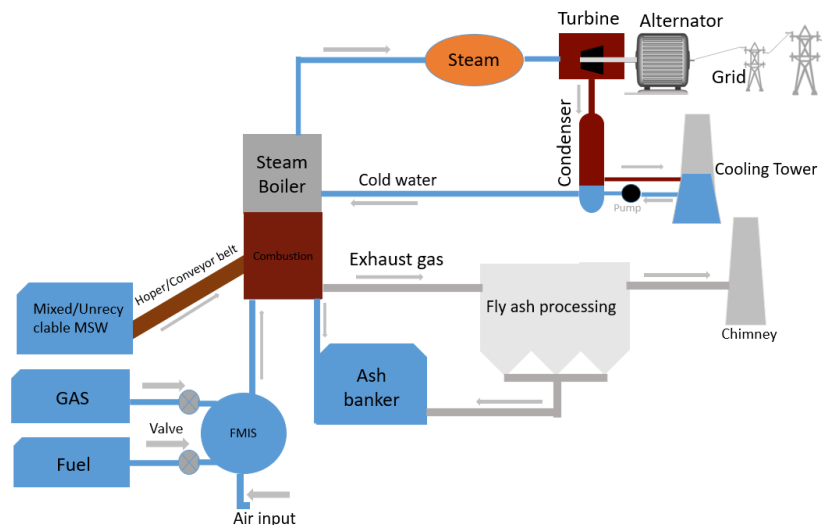 Turbine
Alternator
Steam
Grid
Condenser
Steam
Boiler
Cold water
Cooling Tower
Pump
Hoper/Conveyor belt
Combustion
Exhaust gas
Mixed/Unrecy
clable MSW
Fly ash processing
Chimney
GAS
Ash
banker
Valve
FMIS
Fuel
Air input